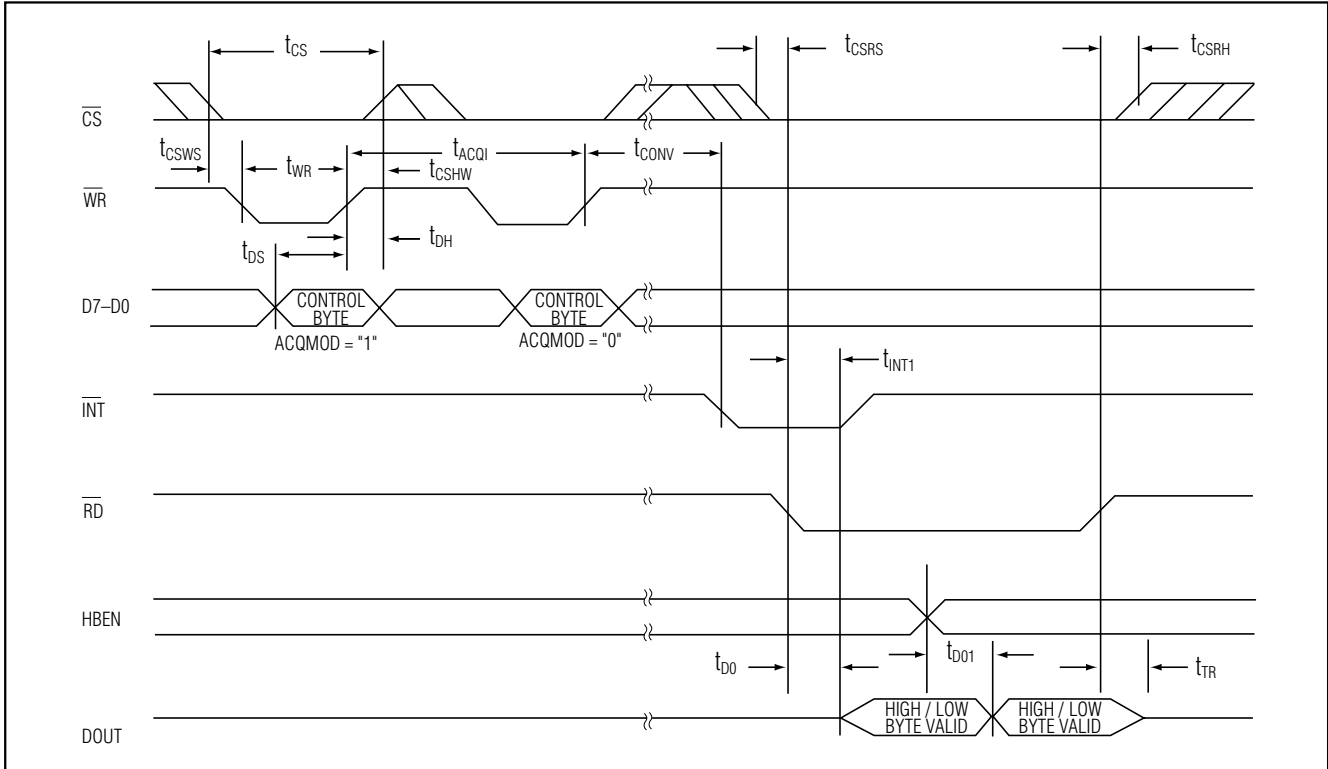 tCS
tCSRS
tCSRH
CS
tCSWS
tWR
tACQI
tCONV
tCSHW
WR
tDS
tDH
D7–D0
CONTROL
BYTE
CONTROL
BYTE
ACQMOD = "1"
ACQMOD = "0"
tINT1
INT
RD
HBEN
tD0
tD01
tTR
HIGH / LOW
BYTE VALID
HIGH / LOW
BYTE VALID
DOUT